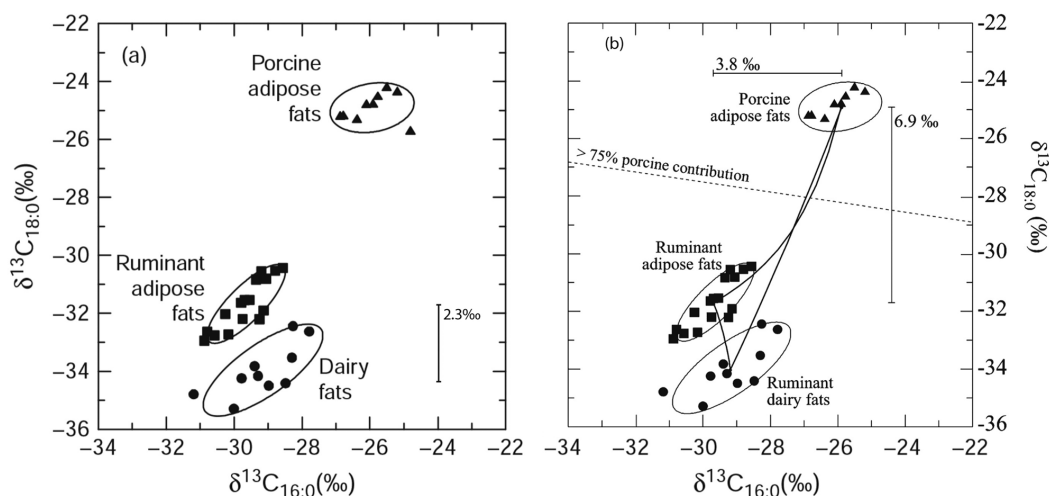 (a)
Porcine
adipose
fats
Ruminant
adipose
fats
Dairy
fats
2.3‰
−22
−24
−26
−28
−30
−32
−34
−36
δ¹³C₁₈:₀(‰)
−34 −32 −30 −28 −26 −24 −22
δ¹³C₁₆:₀(‰)
(b)
3.8 ‰
Porcine
adipose fats
6.9 ‰
> 75% porcine contribution
Ruminant
adipose fats
Ruminant
dairy fats
-22
-24
-26
-28
-30
-32
-34
-36
δ¹³C₁₈:₀ (‰)
−34 −32 −30 −28 −26 −24 −22
δ¹³C₁₆:₀(‰)